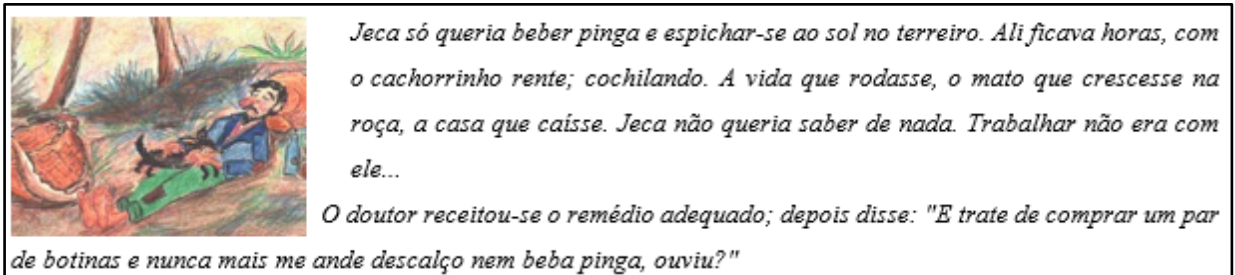 Jeca só queria beber pinga e espichar-se ao sol no terreiro. Ali ficava horas, com
o cachorrinho rente; cochilando. A vida que rodasse, o mato que crescesse na
roça, a casa que caísse. Jeca não queria saber de nada. Trabalhar não era com
ele...
O doutor receitou-se o remédio adequado; depois disse: "E trate de comprar um par
de botinas e nunca mais me ande descalço nem beba pinga, ouviu?"